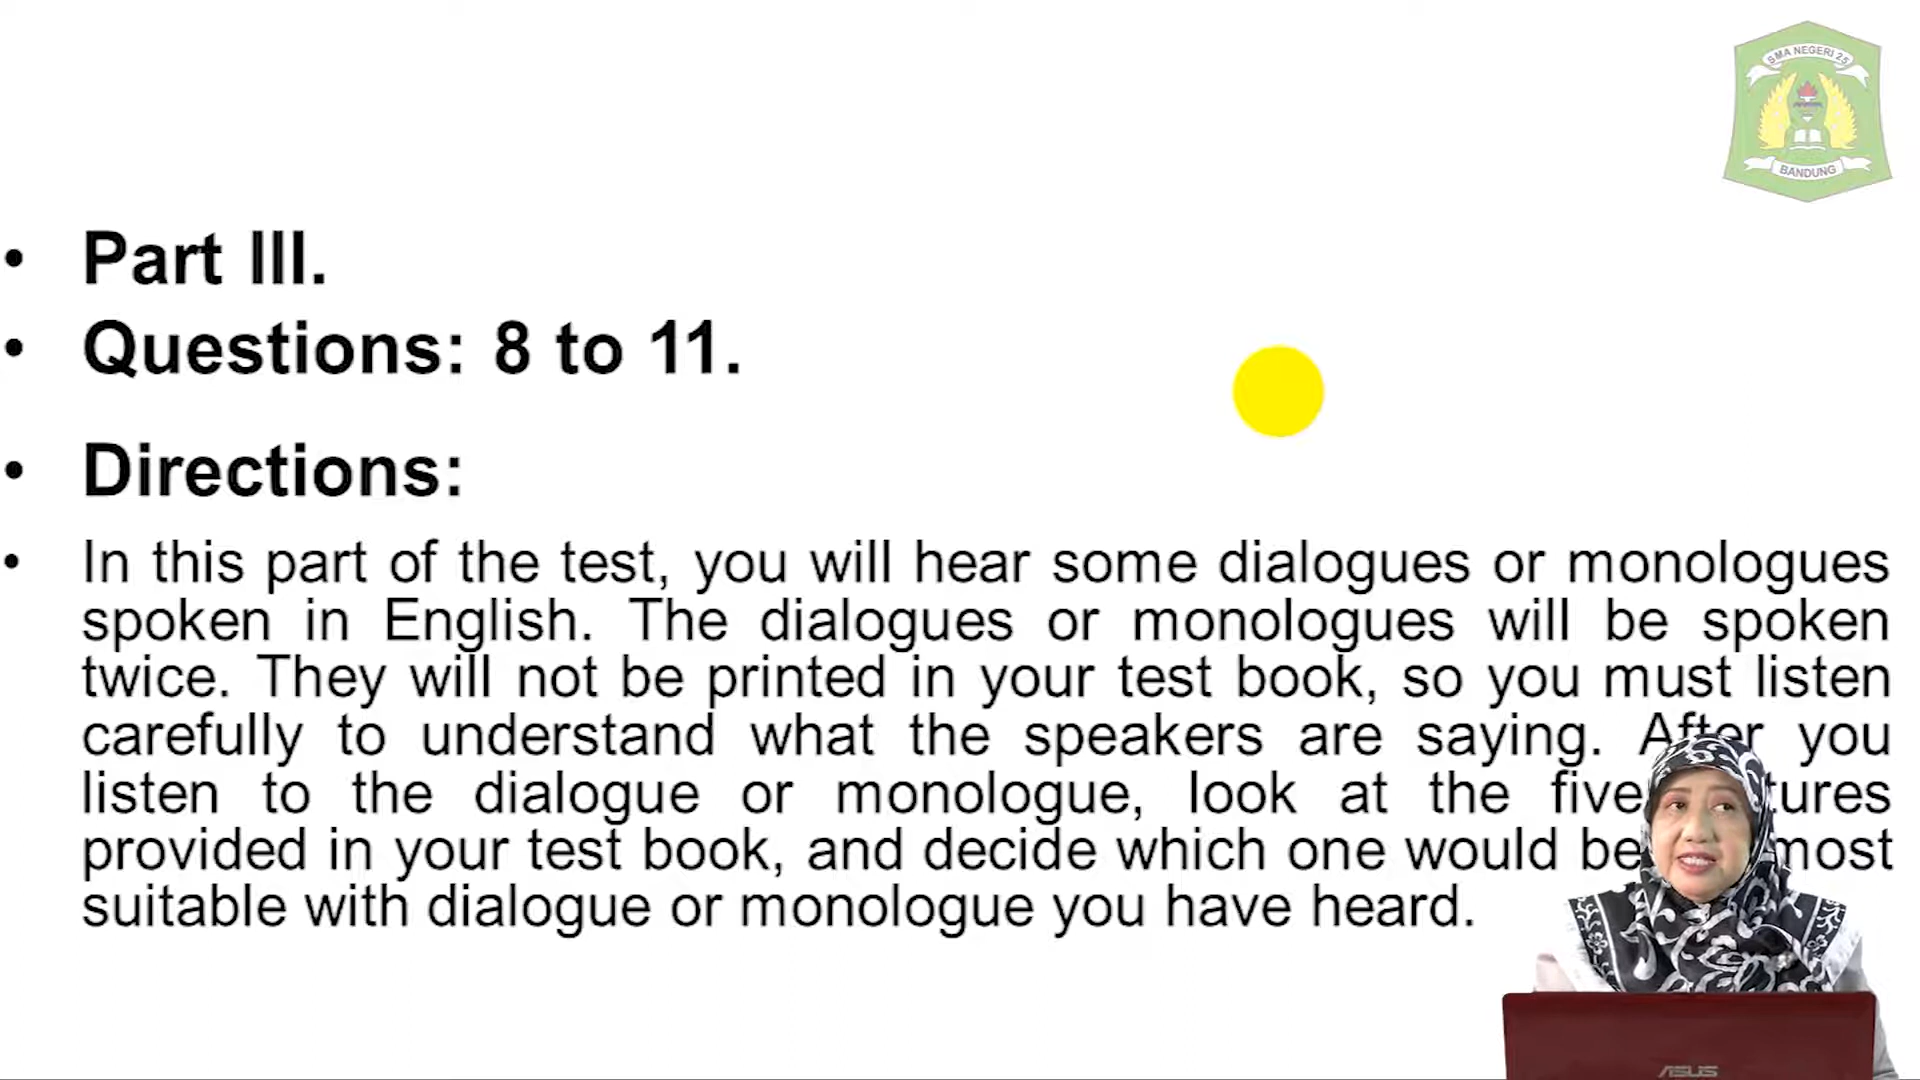 SMA NEGERI 25
BANDUNG
• Part III.
• Questions: 8 to 11.
• Directions:
• In this part of the test, you will hear some dialogues or monologues
spoken in English. The dialogues or monologues will be spoken
twice. They will not be printed in your test book, so you must listen
carefully to understand what the speakers are saying. After you
listen to the dialogue or monologue, look at the five
provided in your test book, and decide which one would be most
suitable with dialogue or monologue you have heard.
ASUS